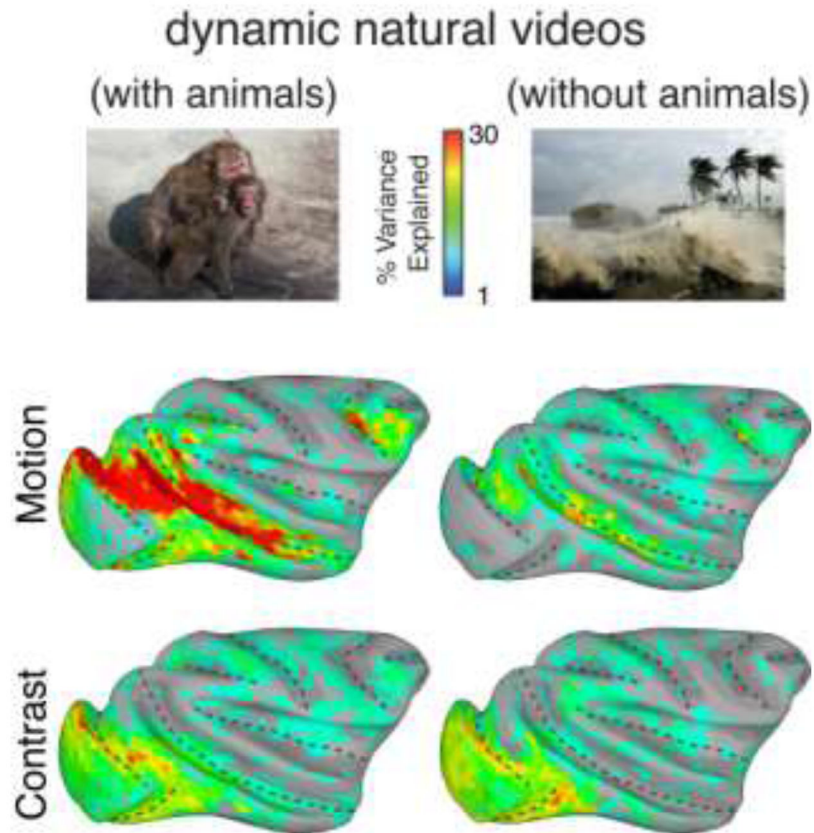 dynamic natural videos
(with animals)
(without animals)
% Variance
Explained
30
1
Motion
Contrast